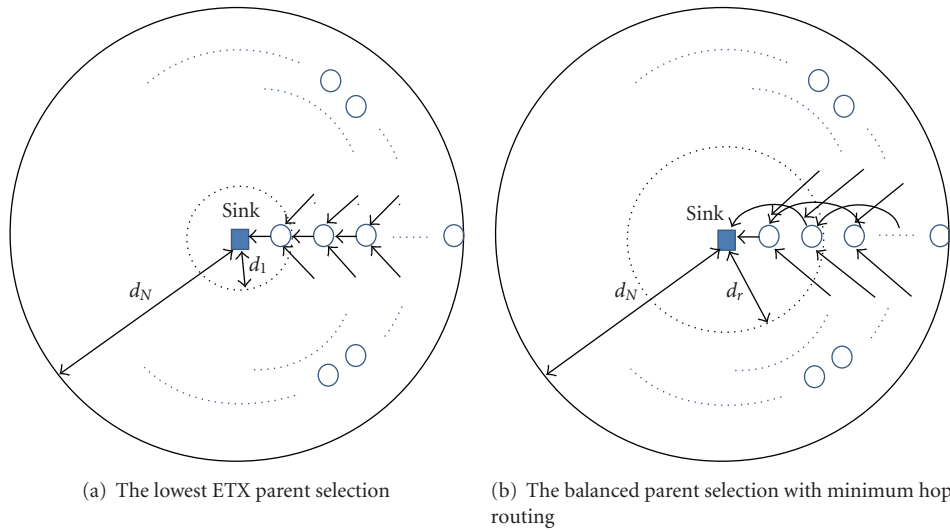 Sink
d1
dN
(a) The lowest ETX parent selection
Sink
dN
dr
(b) The balanced parent selection with minimum hop
routing